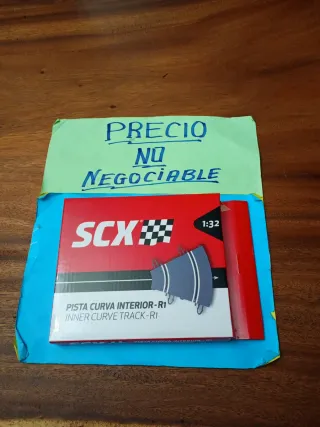 PRECIO
NO
NEGOCIABLE
SCX
1:32
PISTA CURVA INTERIOR-R1
INNER CURVE TRACK-R1